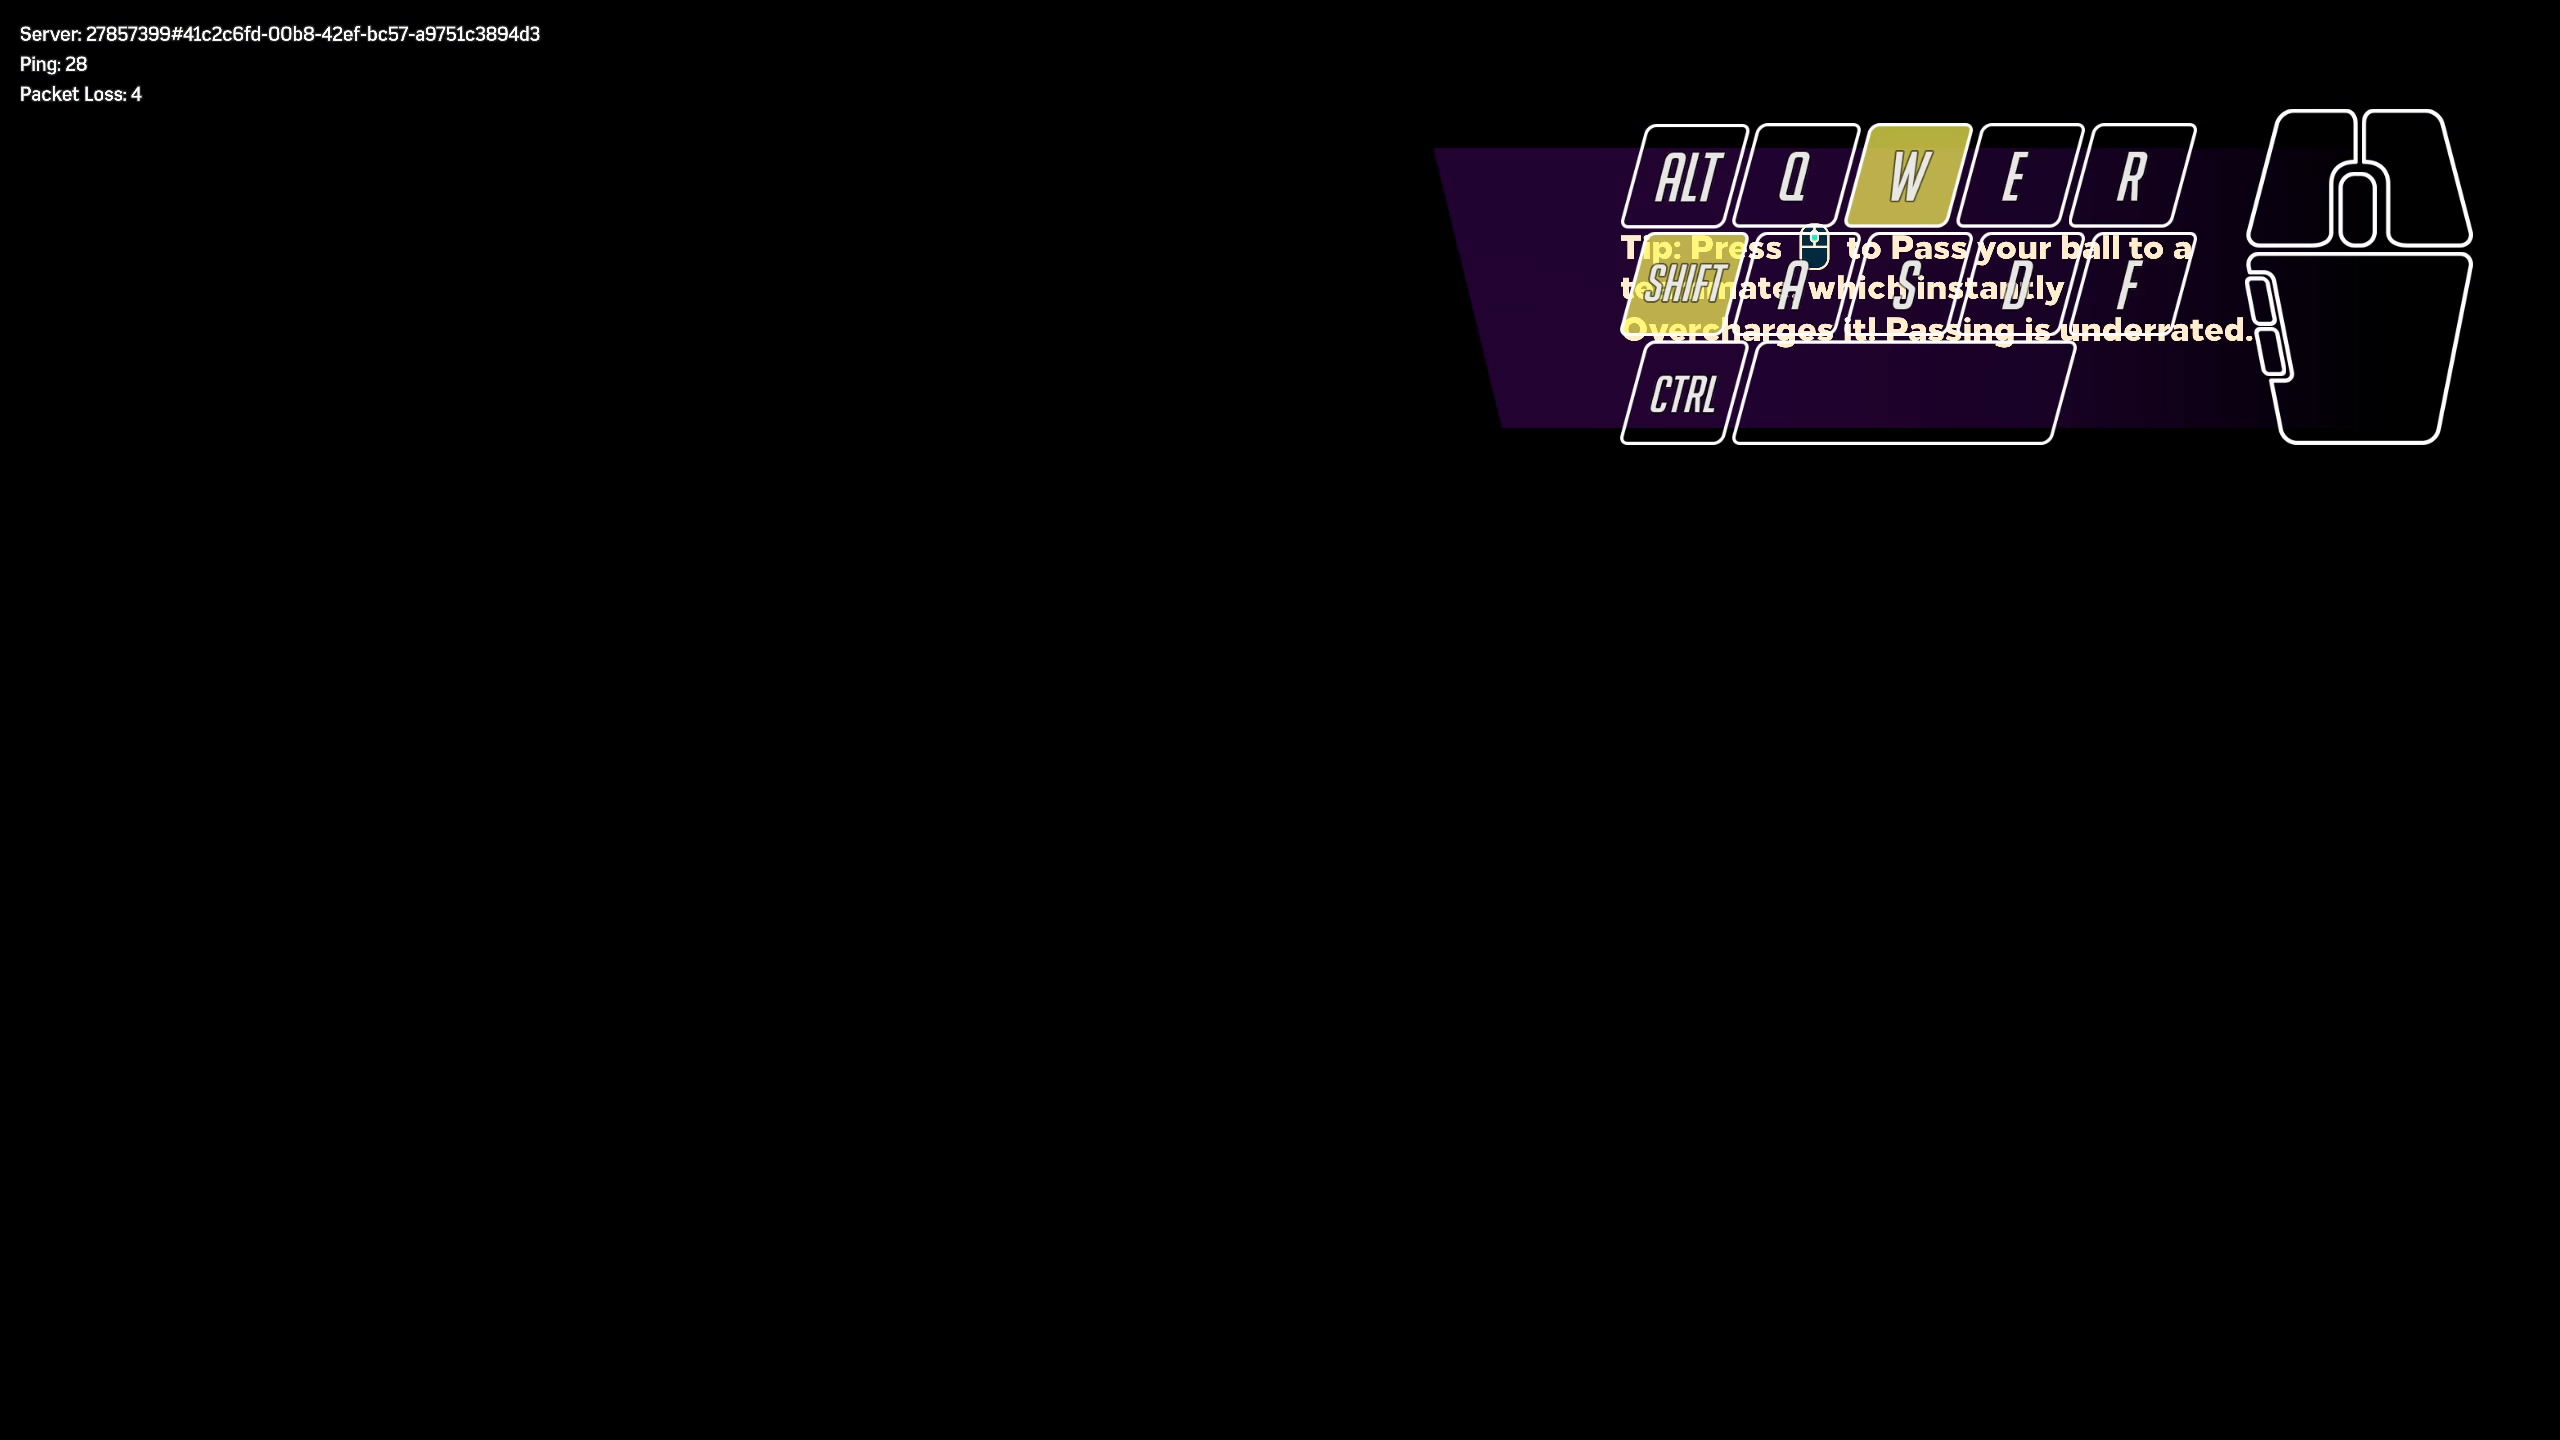 Server: 27857399#41c2c6fd-00b8-42ef-bc57-a9751c3894d3
Ping: 28
Packet Loss: 4
ALT Q W E R
Tip: Press to Pass your ball to a
SHIFT A S D F
which instantly
Overcharges it! Passing is underrated.
CTRL